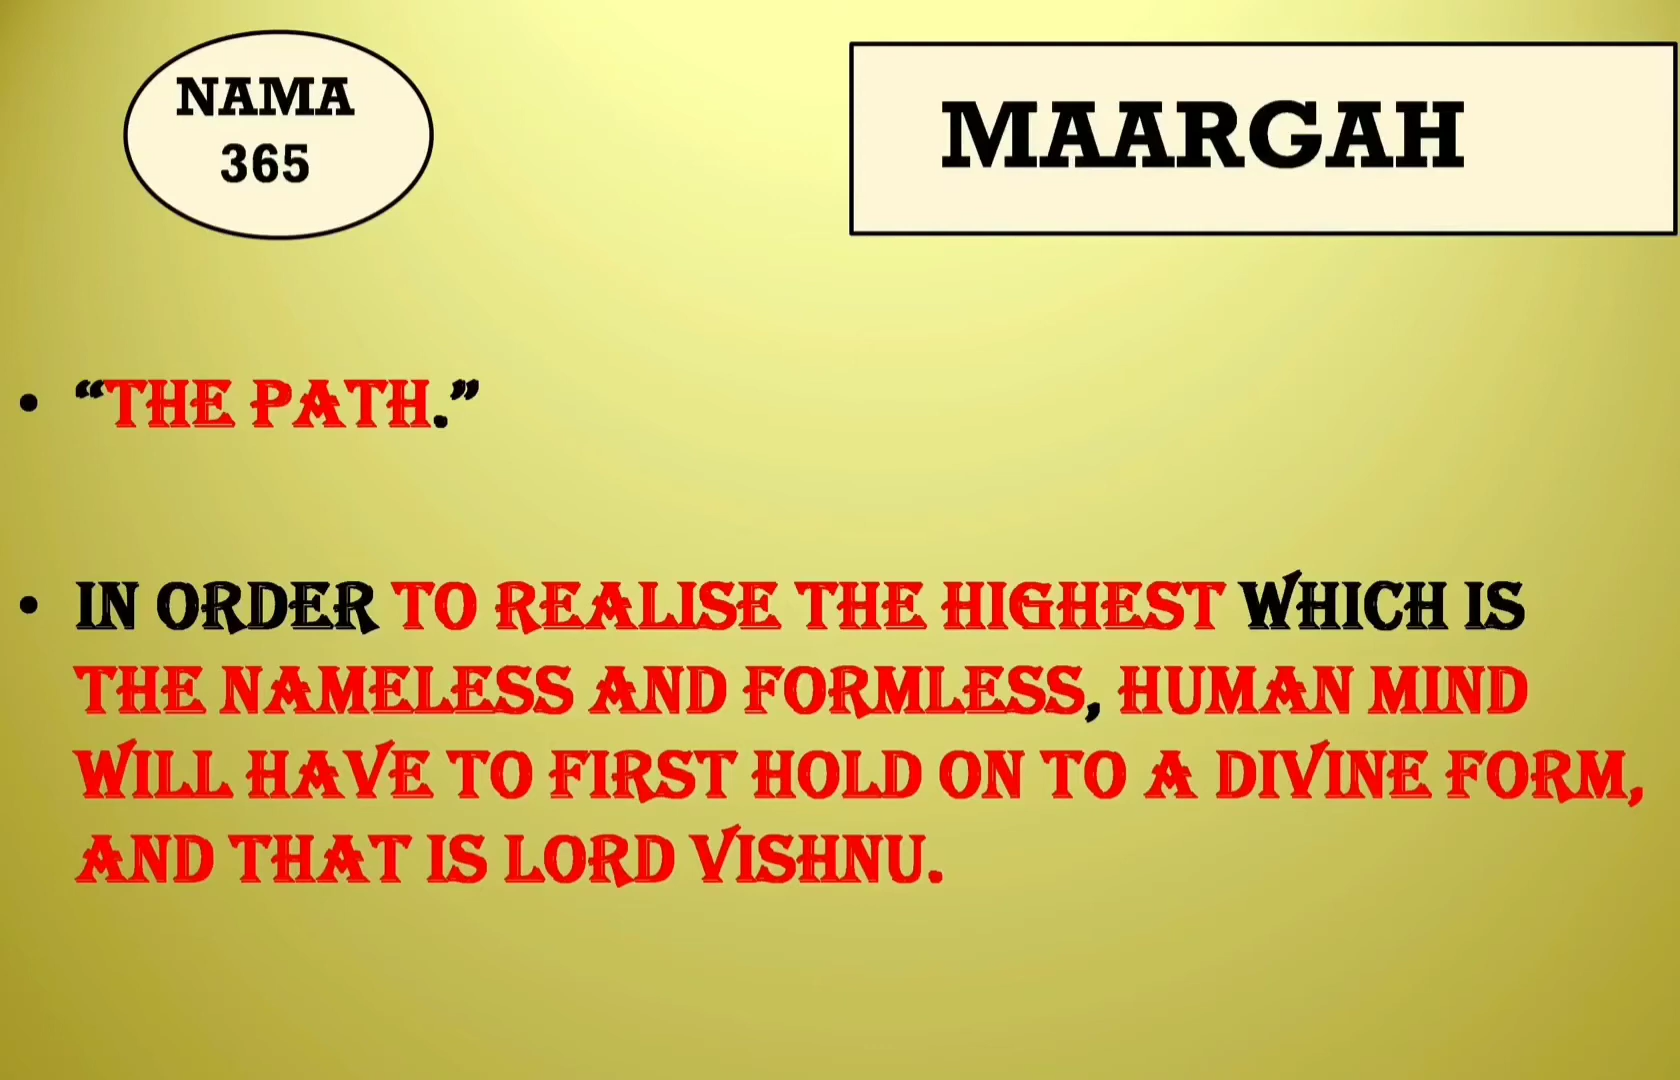 NAMA
365
MAARGAH
• “THE PATH.”
• IN ORDER TO REALISE THE HIGHEST WHICH IS
THE NAMELESS AND FORMLESS, HUMAN MIND
WILL HAVE TO FIRST HOLD ON TO A DIVINE FORM,
AND THAT IS LORD VISHNU.